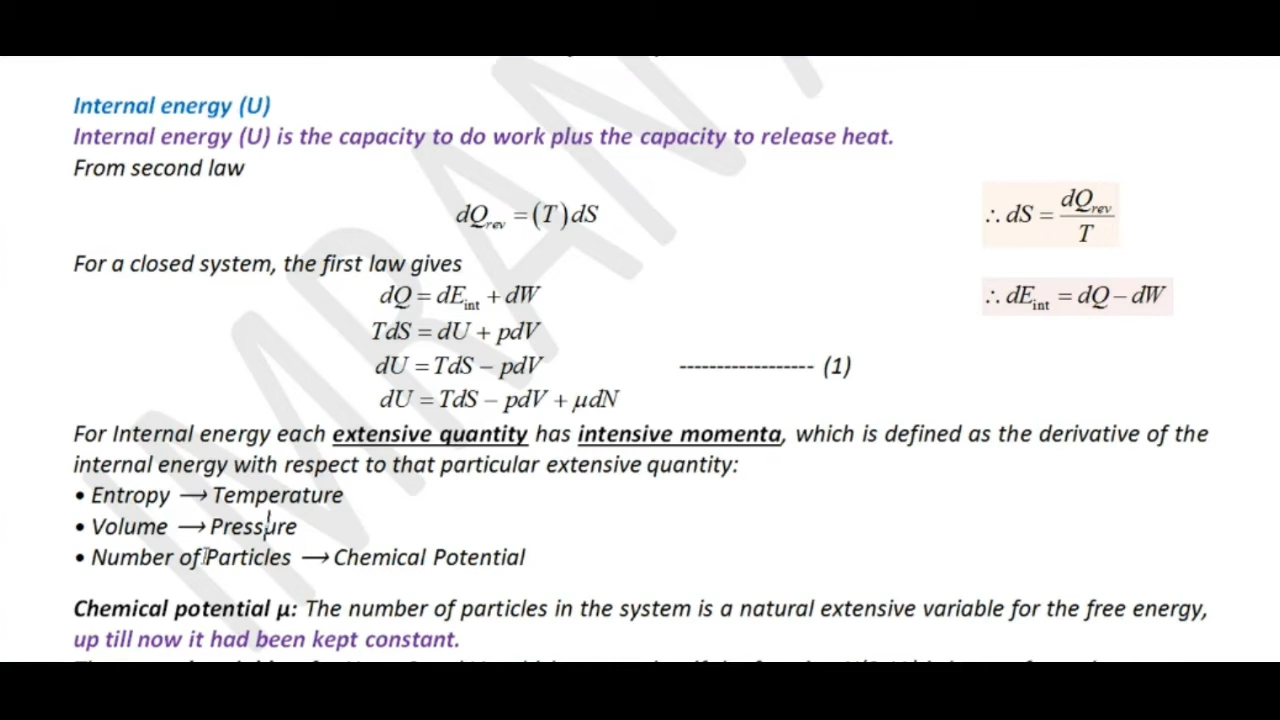 Internal energy (U)
Internal energy (U) is the capacity to do work plus the capacity to release heat.
From second law
dQ_rev = (T) dS
∴ dS = dQ_rev / T
For a closed system, the first law gives
dQ = dE_int + dW
∴ dE_int = dQ − dW
TdS = dU + pdV
dU = TdS − pdV ------------------ (1)
dU = TdS − pdV + μdN
For Internal energy each extensive quantity has intensive momenta, which is defined as the derivative of the
internal energy with respect to that particular extensive quantity:
• Entropy ⟶ Temperature
• Volume ⟶ Pressure
• Number of Particles ⟶ Chemical Potential
Chemical potential μ: The number of particles in the system is a natural extensive variable for the free energy,
up till now it had been kept constant.
IMRAN